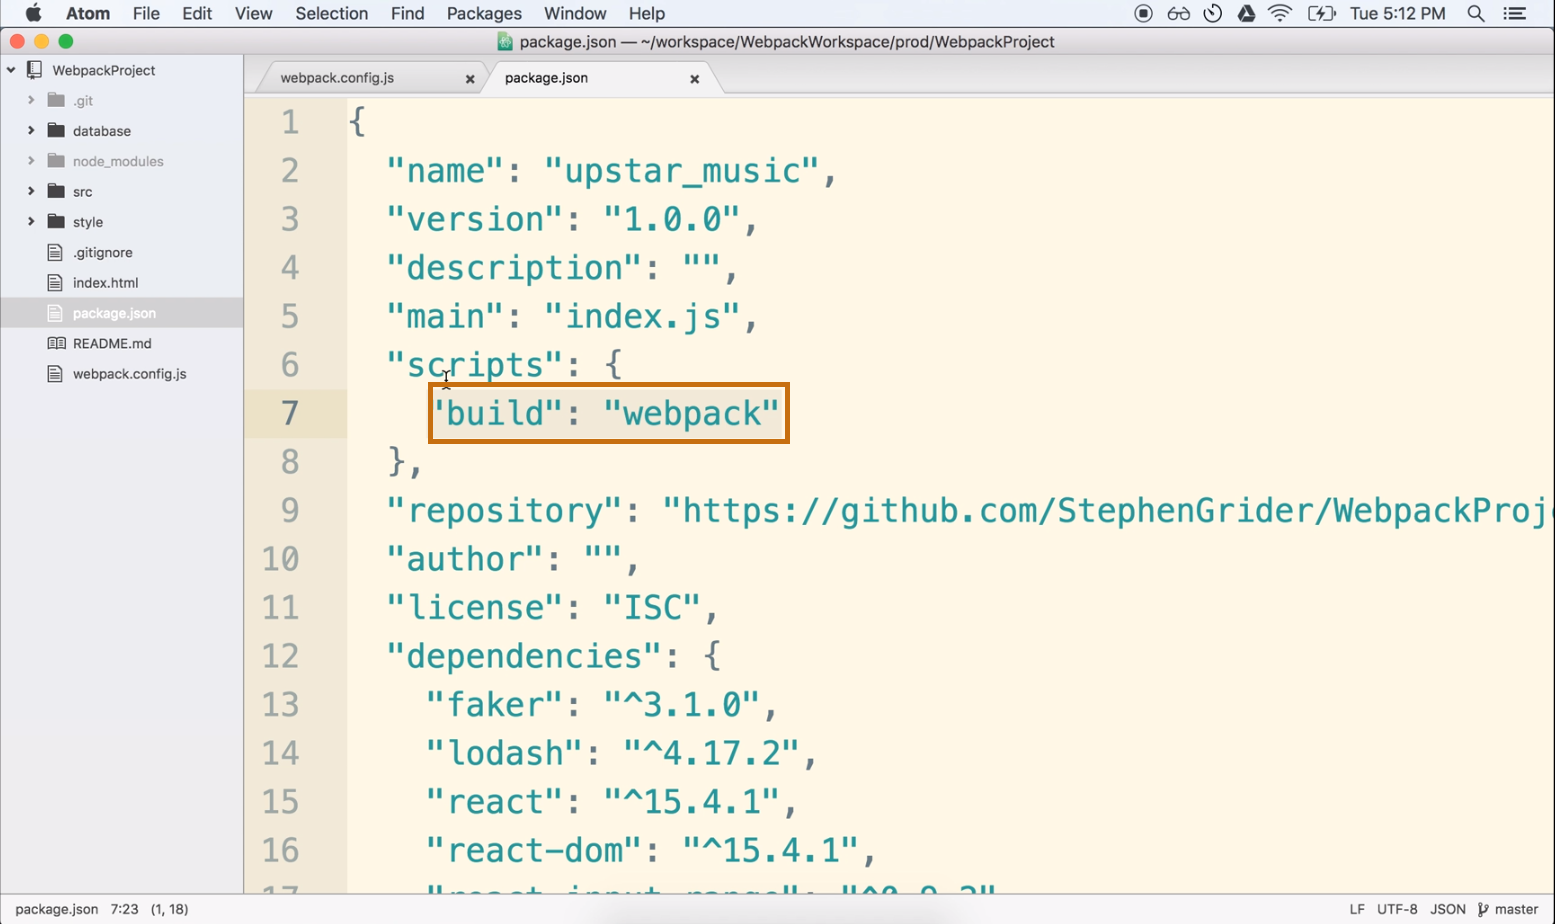 Atom File Edit View Selection Find Packages Window Help Tue 5:12 PM
package.json — ~/workspace/WebpackWorkspace/prod/WebpackProject
WebpackProject
.git
database
node_modules
src
style
.gitignore
index.html
package.json
README.md
webpack.config.js
webpack.config.js package.json
1 {
2 "name": "upstar_music",
3 "version": "1.0.0",
4 "description": "",
5 "main": "index.js",
6 "scripts": {
7 "build": "webpack"
8 },
9 "repository": "https://github.com/StephenGrider/WebpackProj
10 "author": "",
11 "license": "ISC",
12 "dependencies": {
13 "faker": "^3.1.0",
14 "lodash": "^4.17.2",
15 "react": "^15.4.1",
16 "react-dom": "^15.4.1",
package.json 7:23 (1, 18) LF UTF-8 JSON master